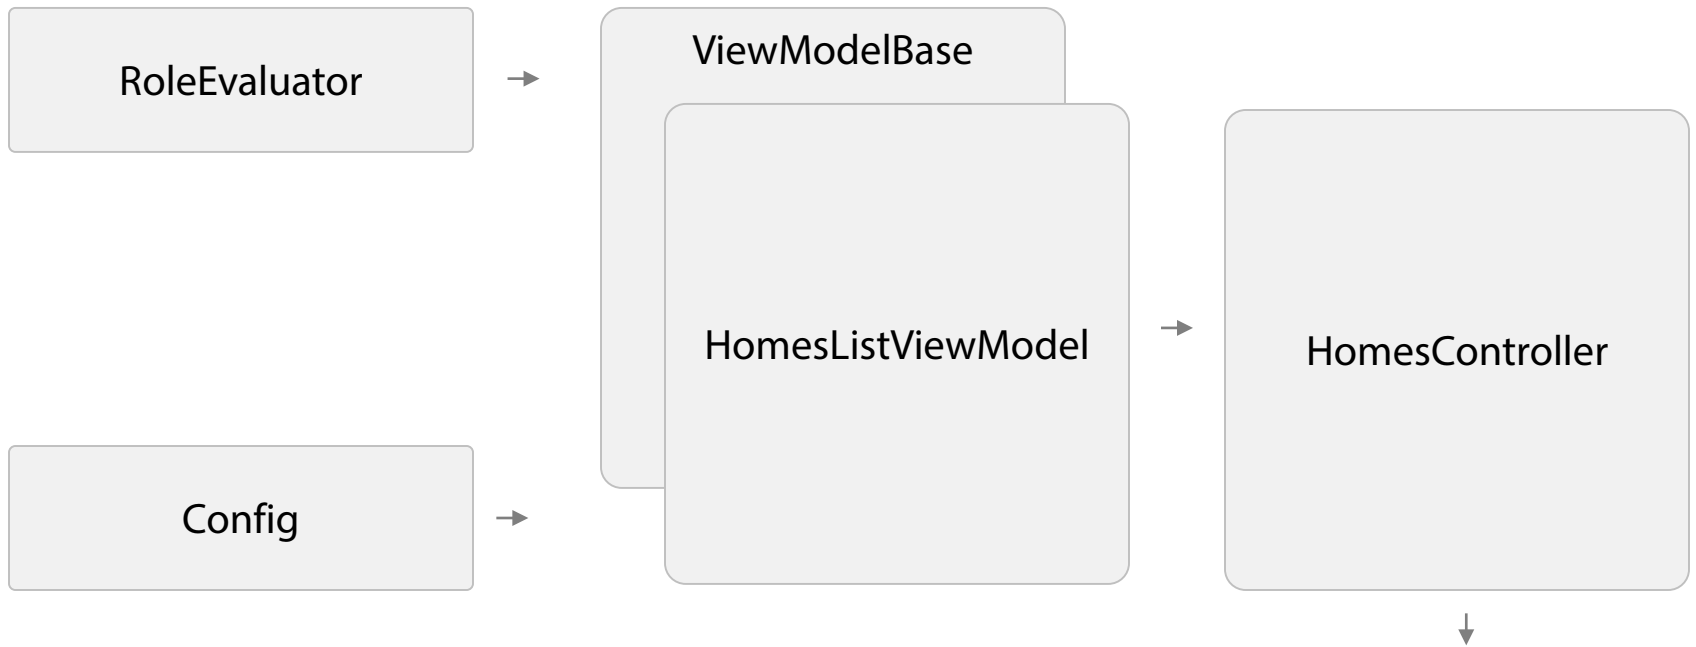 RoleEvaluator
ViewModelBase
HomesListViewModel
HomesController
Config